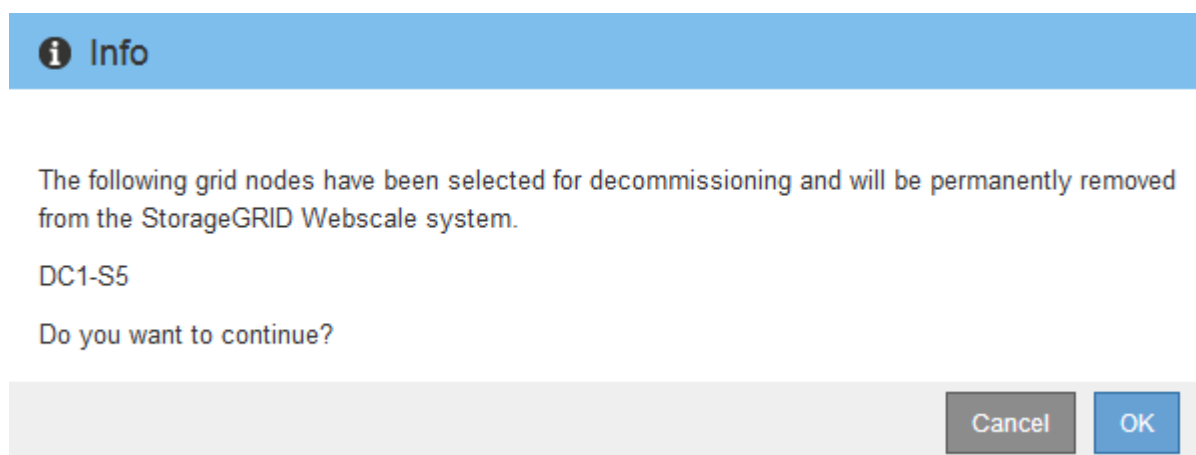 Info
The following grid nodes have been selected for decommissioning and will be permanently removed
from the StorageGRID Webscale system.
DC1-S5
Do you want to continue?
Cancel OK